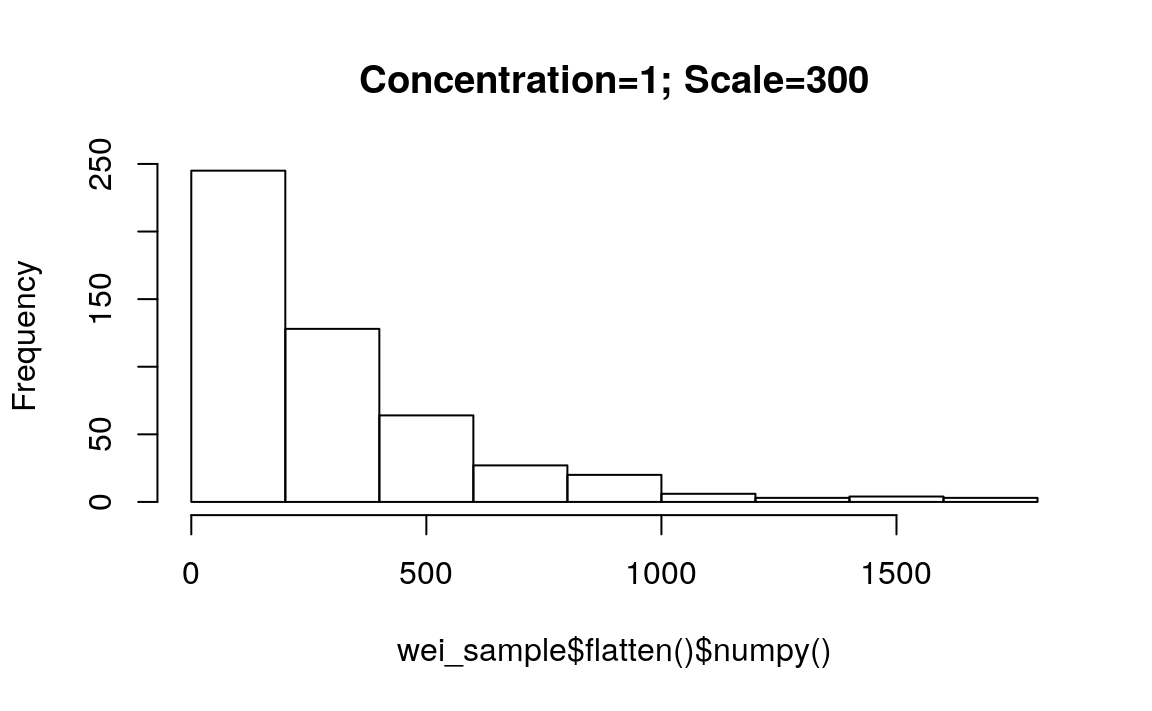 Concentration=1; Scale=300
Frequency
250
150
50
0
0 500 1000 1500
wei_sample$flatten()$numpy()